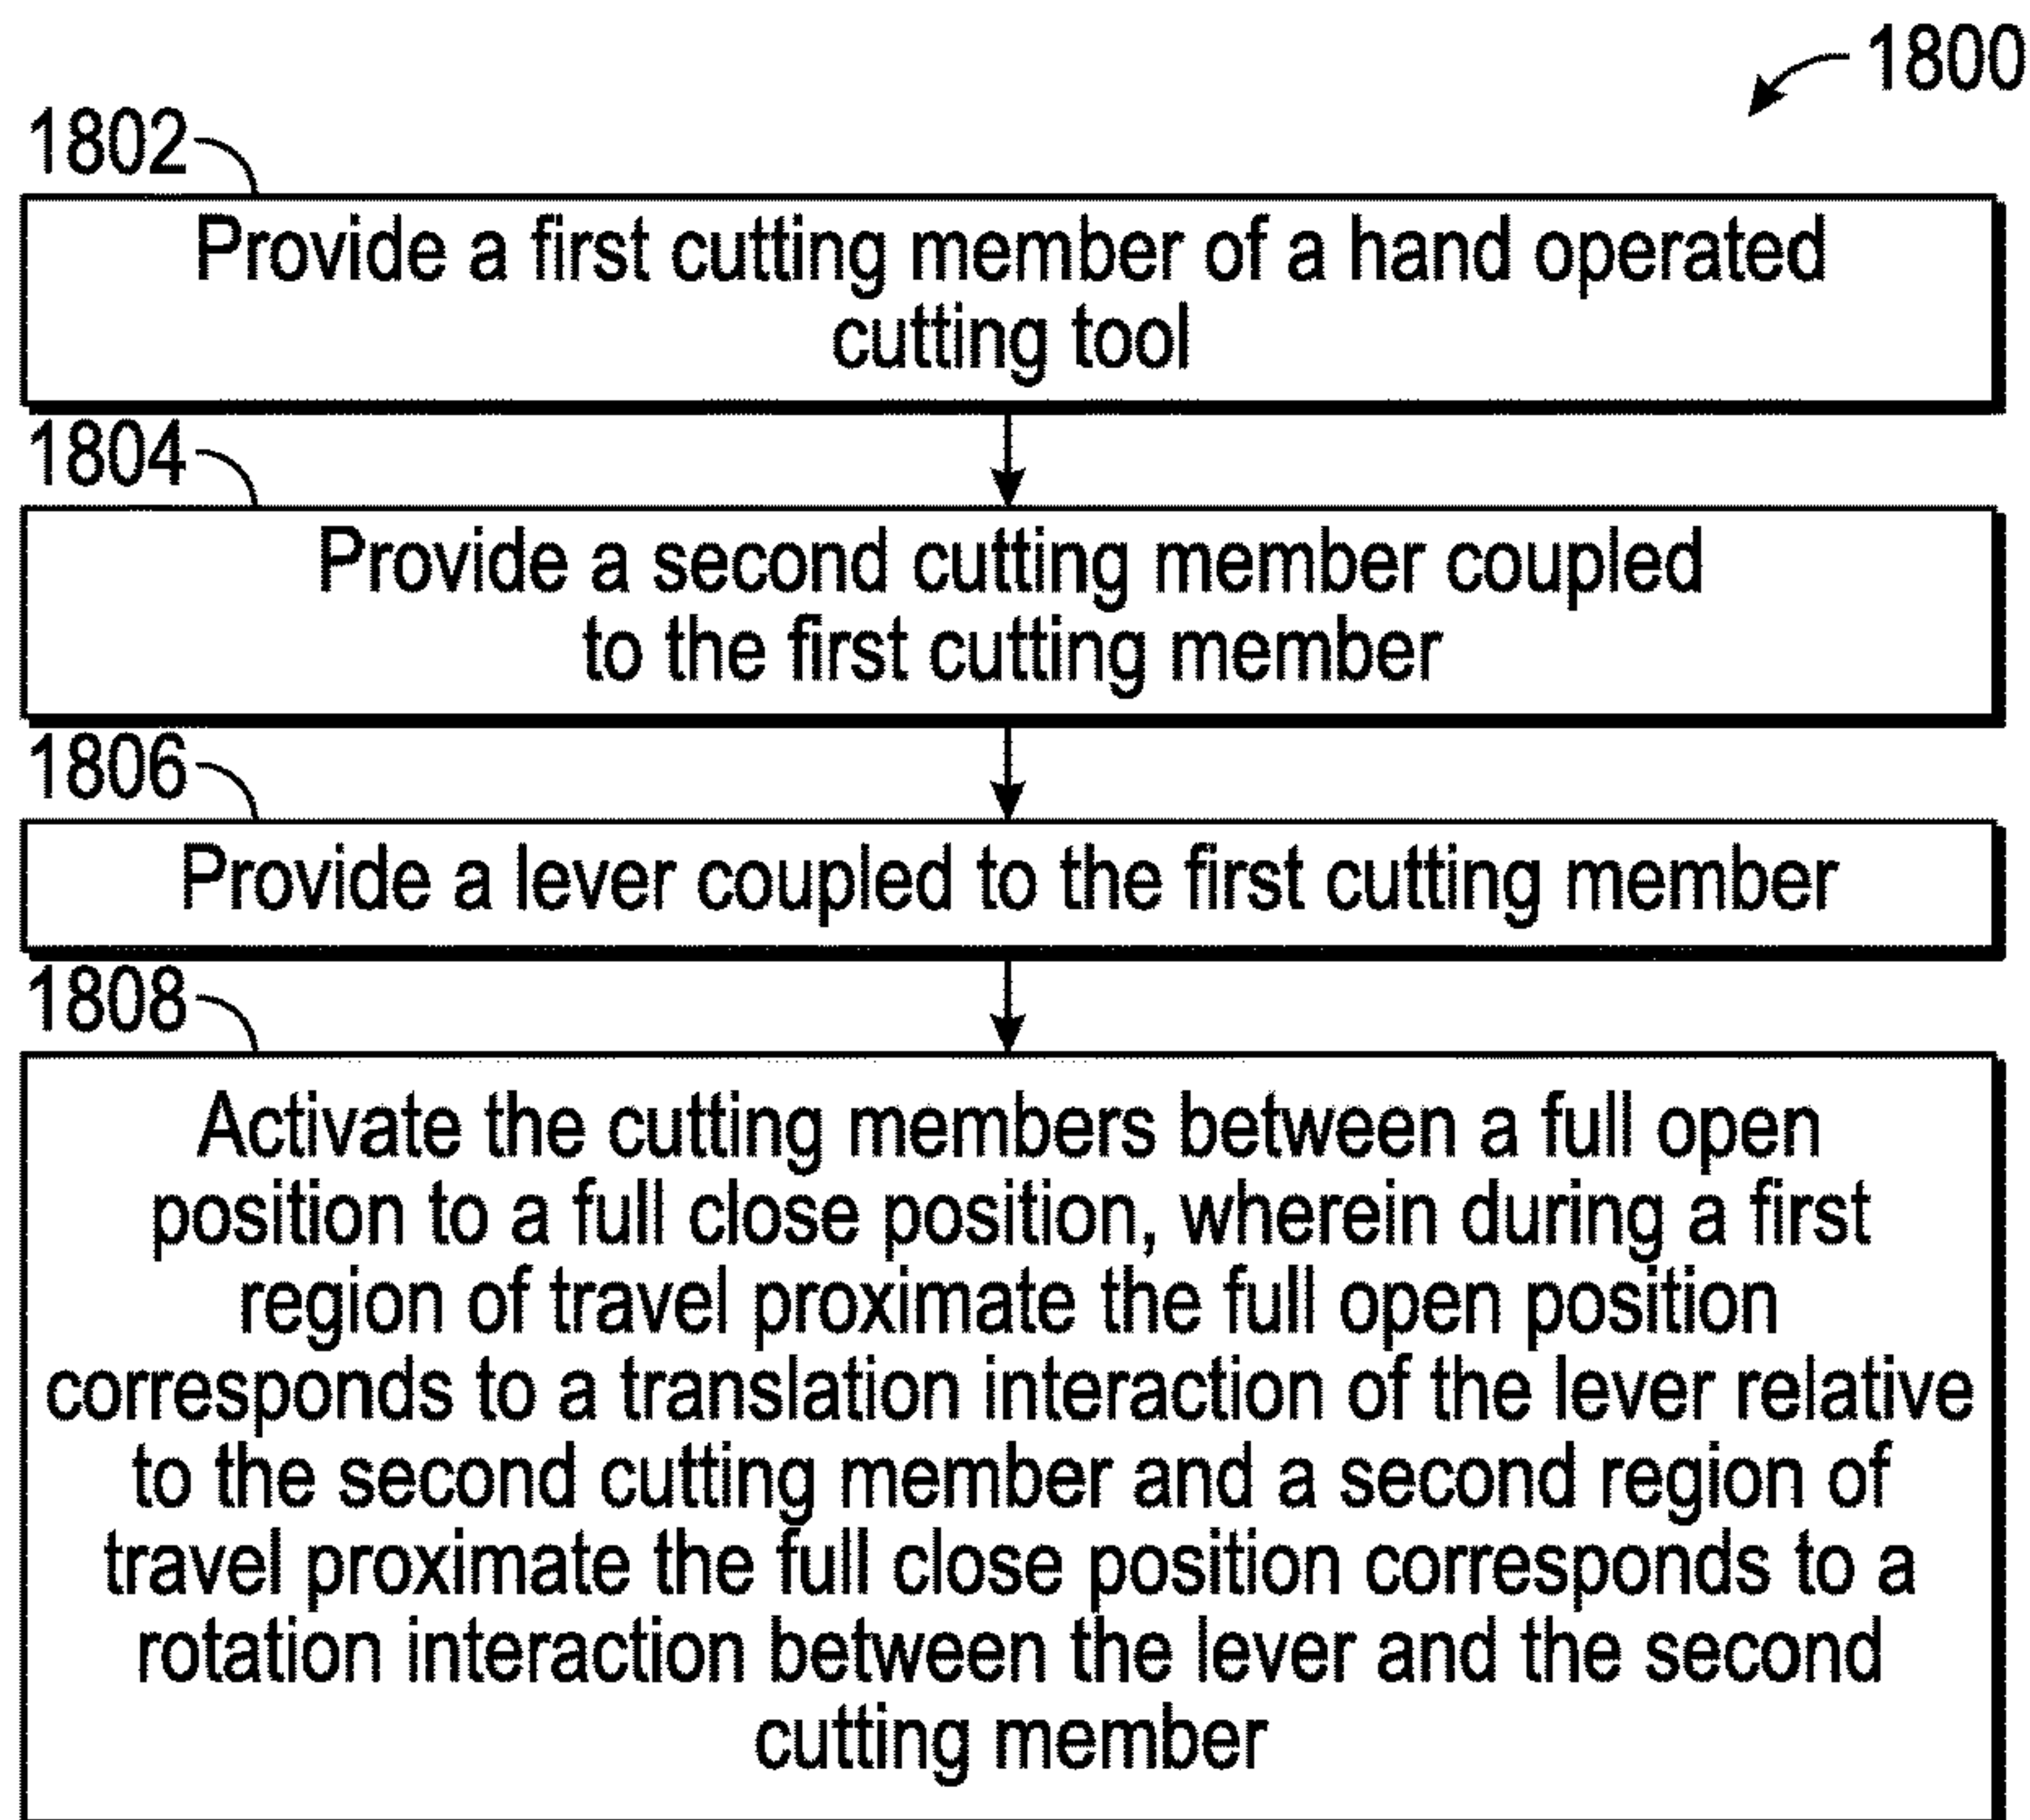 1800
1802
Provide a first cutting member of a hand operated
cutting tool
1804
Provide a second cutting member coupled
to the first cutting member
1806
Provide a lever coupled to the first cutting member
1808
Activate the cutting members between a full open
position to a full close position, wherein during a first
region of travel proximate the full open position
corresponds to a translation interaction of the lever relative
to the second cutting member and a second region of
travel proximate the full close position corresponds to a
rotation interaction between the lever and the second
cutting member